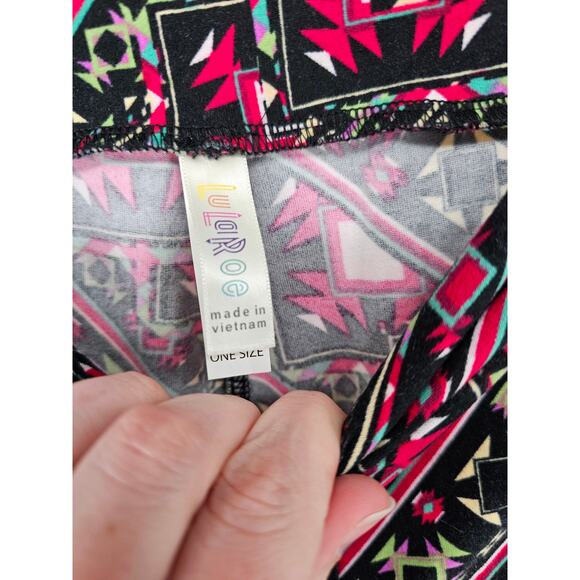 LuLaRoe
made in
vietnam
ONE SIZE